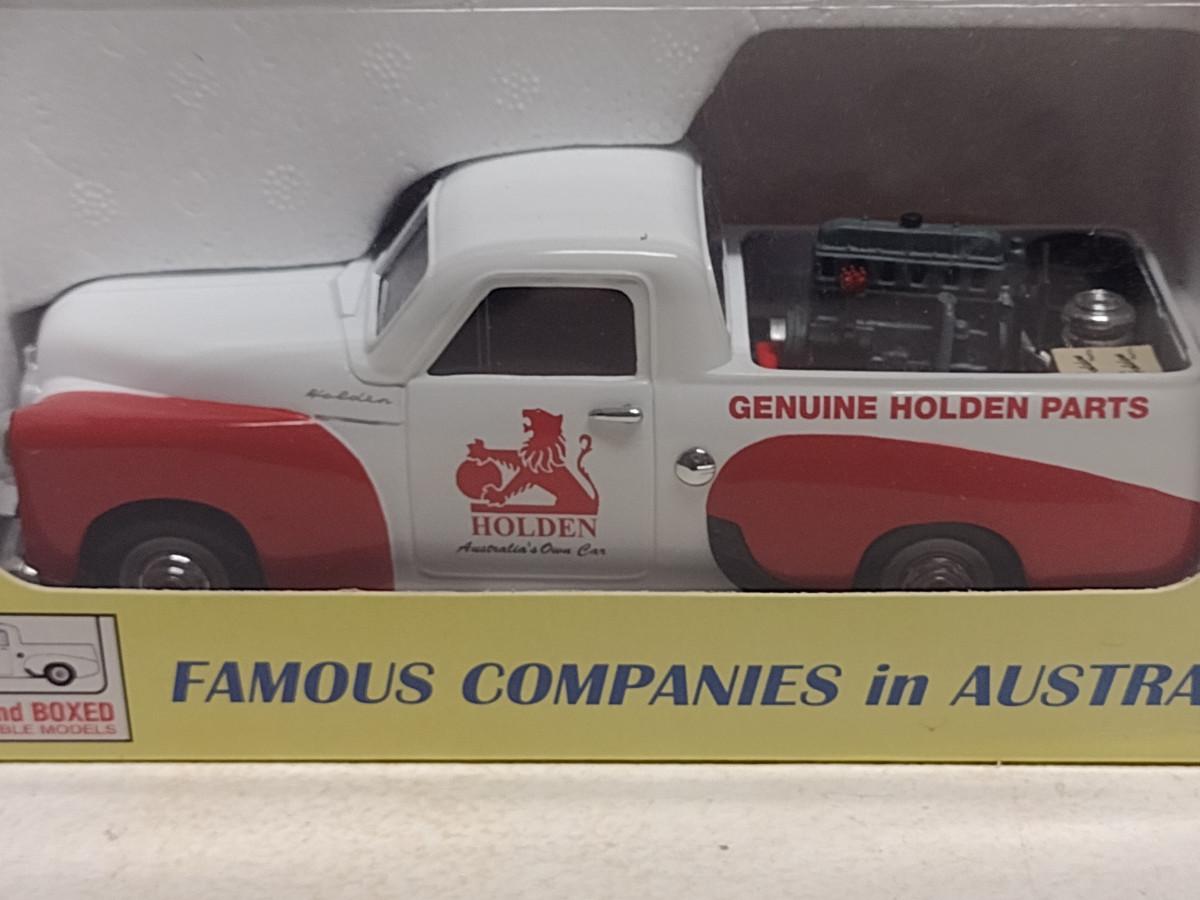 Holden
GENUINE HOLDEN PARTS
HOLDEN
Australia's Own Car
FAMOUS COMPANIES in AUSTRA
nd BOXED
BLE MODELS